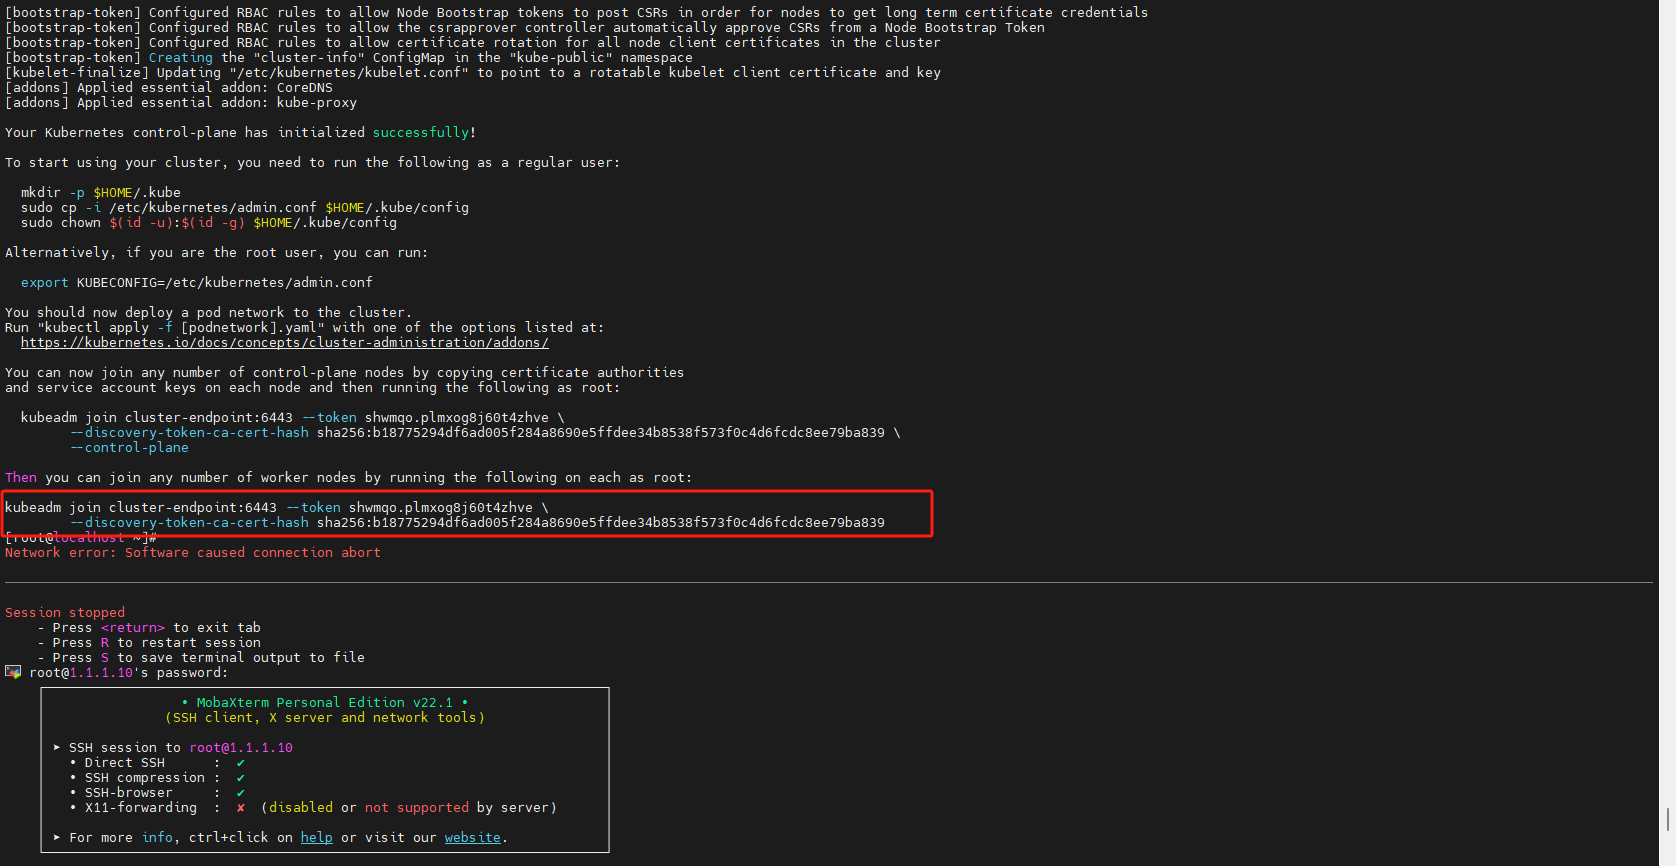 [bootstrap-token] Configured RBAC rules to allow Node Bootstrap tokens to post CSRs in order for nodes to get long term certificate credentials
[bootstrap-token] Configured RBAC rules to allow the csrapprover controller automatically approve CSRs from a Node Bootstrap Token
[bootstrap-token] Configured RBAC rules to allow certificate rotation for all node client certificates in the cluster
[bootstrap-token] Creating the "cluster-info" ConfigMap in the "kube-public" namespace
[kubelet-finalize] Updating "/etc/kubernetes/kubelet.conf" to point to a rotatable kubelet client certificate and key
[addons] Applied essential addon: CoreDNS
[addons] Applied essential addon: kube-proxy
Your Kubernetes control-plane has initialized successfully!
To start using your cluster, you need to run the following as a regular user:
mkdir -p $HOME/.kube
sudo cp -i /etc/kubernetes/admin.conf $HOME/.kube/config
sudo chown $(id -u):$(id -g) $HOME/.kube/config
Alternatively, if you are the root user, you can run:
export KUBECONFIG=/etc/kubernetes/admin.conf
You should now deploy a pod network to the cluster.
Run "kubectl apply -f [podnetwork].yaml" with one of the options listed at:
https://kubernetes.io/docs/concepts/cluster-administration/addons/
You can now join any number of control-plane nodes by copying certificate authorities
and service account keys on each node and then running the following as root:
kubeadm join cluster-endpoint:6443 --token shwmqo.plmxog8j60t4zhve \
--discovery-token-ca-cert-hash sha256:b18775294df6ad005f284a8690e5ffdee34b8538f573f0c4d6fcdc8ee79ba839 \
--control-plane
Then you can join any number of worker nodes by running the following on each as root:
kubeadm join cluster-endpoint:6443 --token shwmqo.plmxog8j60t4zhve \
--discovery-token-ca-cert-hash sha256:b18775294df6ad005f284a8690e5ffdee34b8538f573f0c4d6fcdc8ee79ba839
[root@localhost ~]#
Network error: Software caused connection abort
Session stopped
- Press <return> to exit tab
- Press R to restart session
- Press S to save terminal output to file
root@1.1.1.10's password:
• MobaXterm Personal Edition v22.1 •
(SSH client, X server and network tools)
➤ SSH session to root@1.1.1.10
• Direct SSH : ✔
• SSH compression : ✔
• SSH-browser : ✔
• X11-forwarding : ✘ (disabled or not supported by server)
➤ For more info, ctrl+click on help or visit our website.